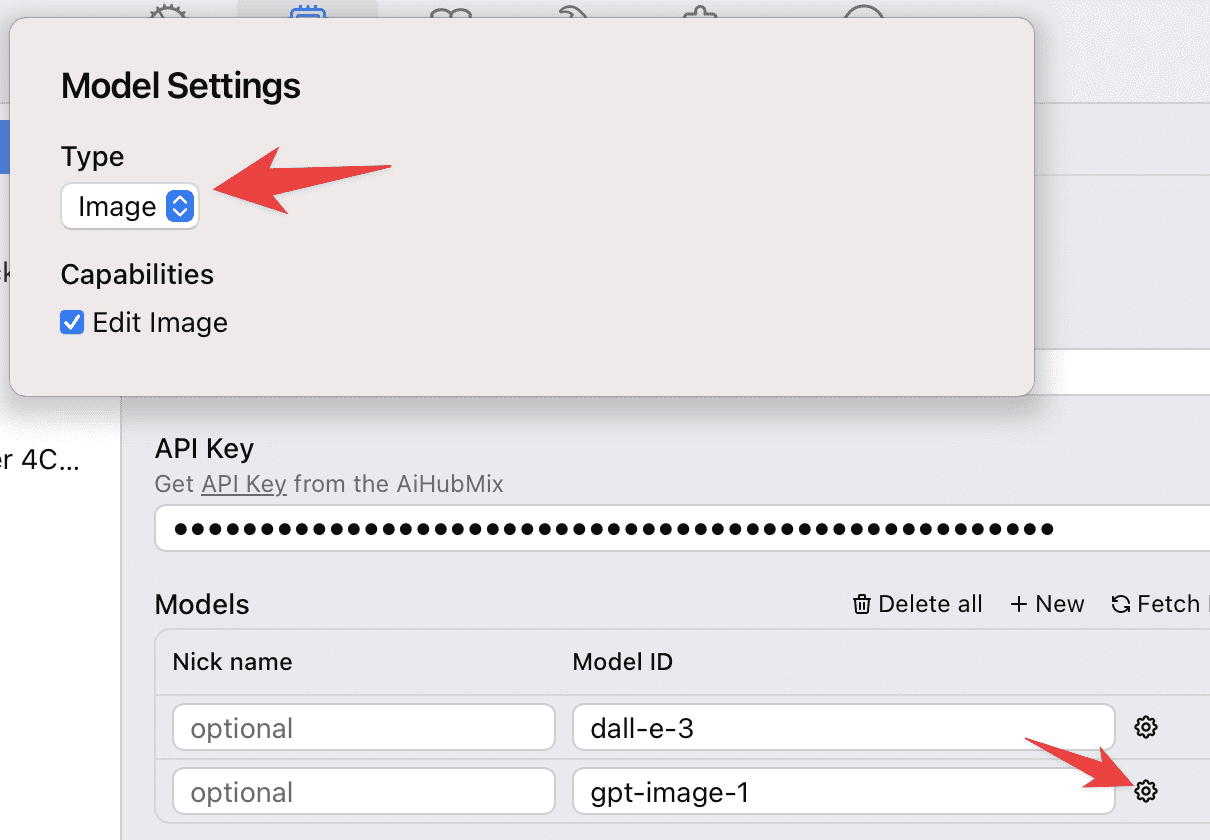 Model Settings
Type
Image
Capabilities
Edit Image
er 4C...
API Key
Get API Key from the AiHubMix
Models
Delete all
+ New
Fetch
Nick name
Model ID
optional
dall-e-3
optional
gpt-image-1